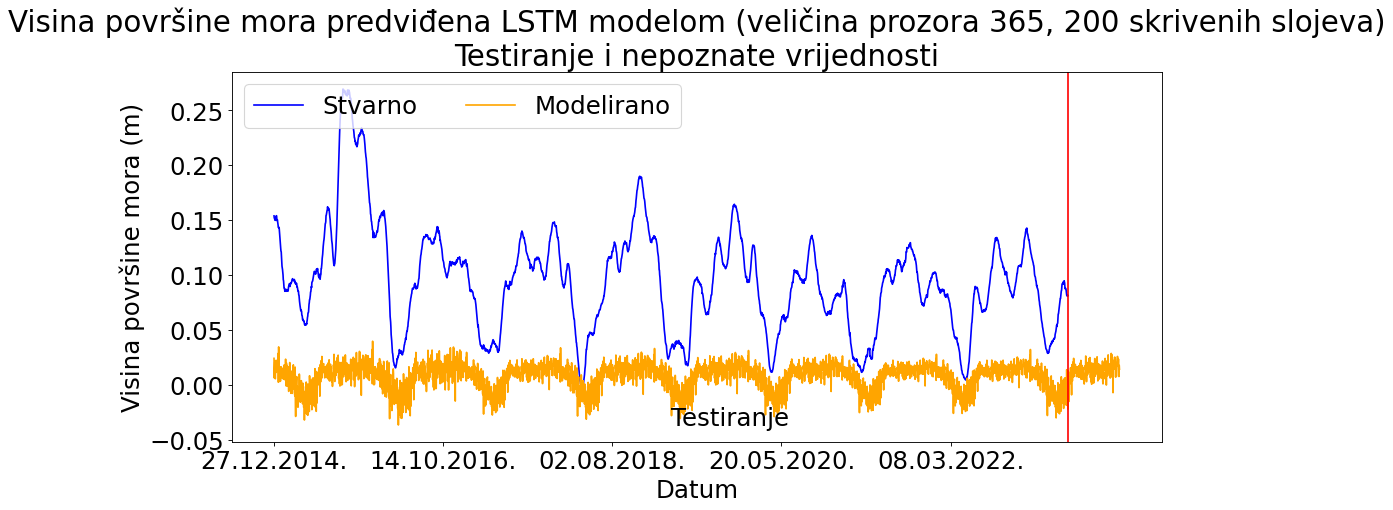 Visina površine mora predviđena LSTM modelom (veličina prozora 365, 200 skrivenih slojeva)
Testiranje i nepoznate vrijednosti
Stvarno
Modelirano
Visina površine mora (m)
0.25
0.20
0.15
0.10
0.05
0.00
−0.05
Testiranje
27.12.2014.
14.10.2016.
02.08.2018.
20.05.2020.
08.03.2022.
Datum